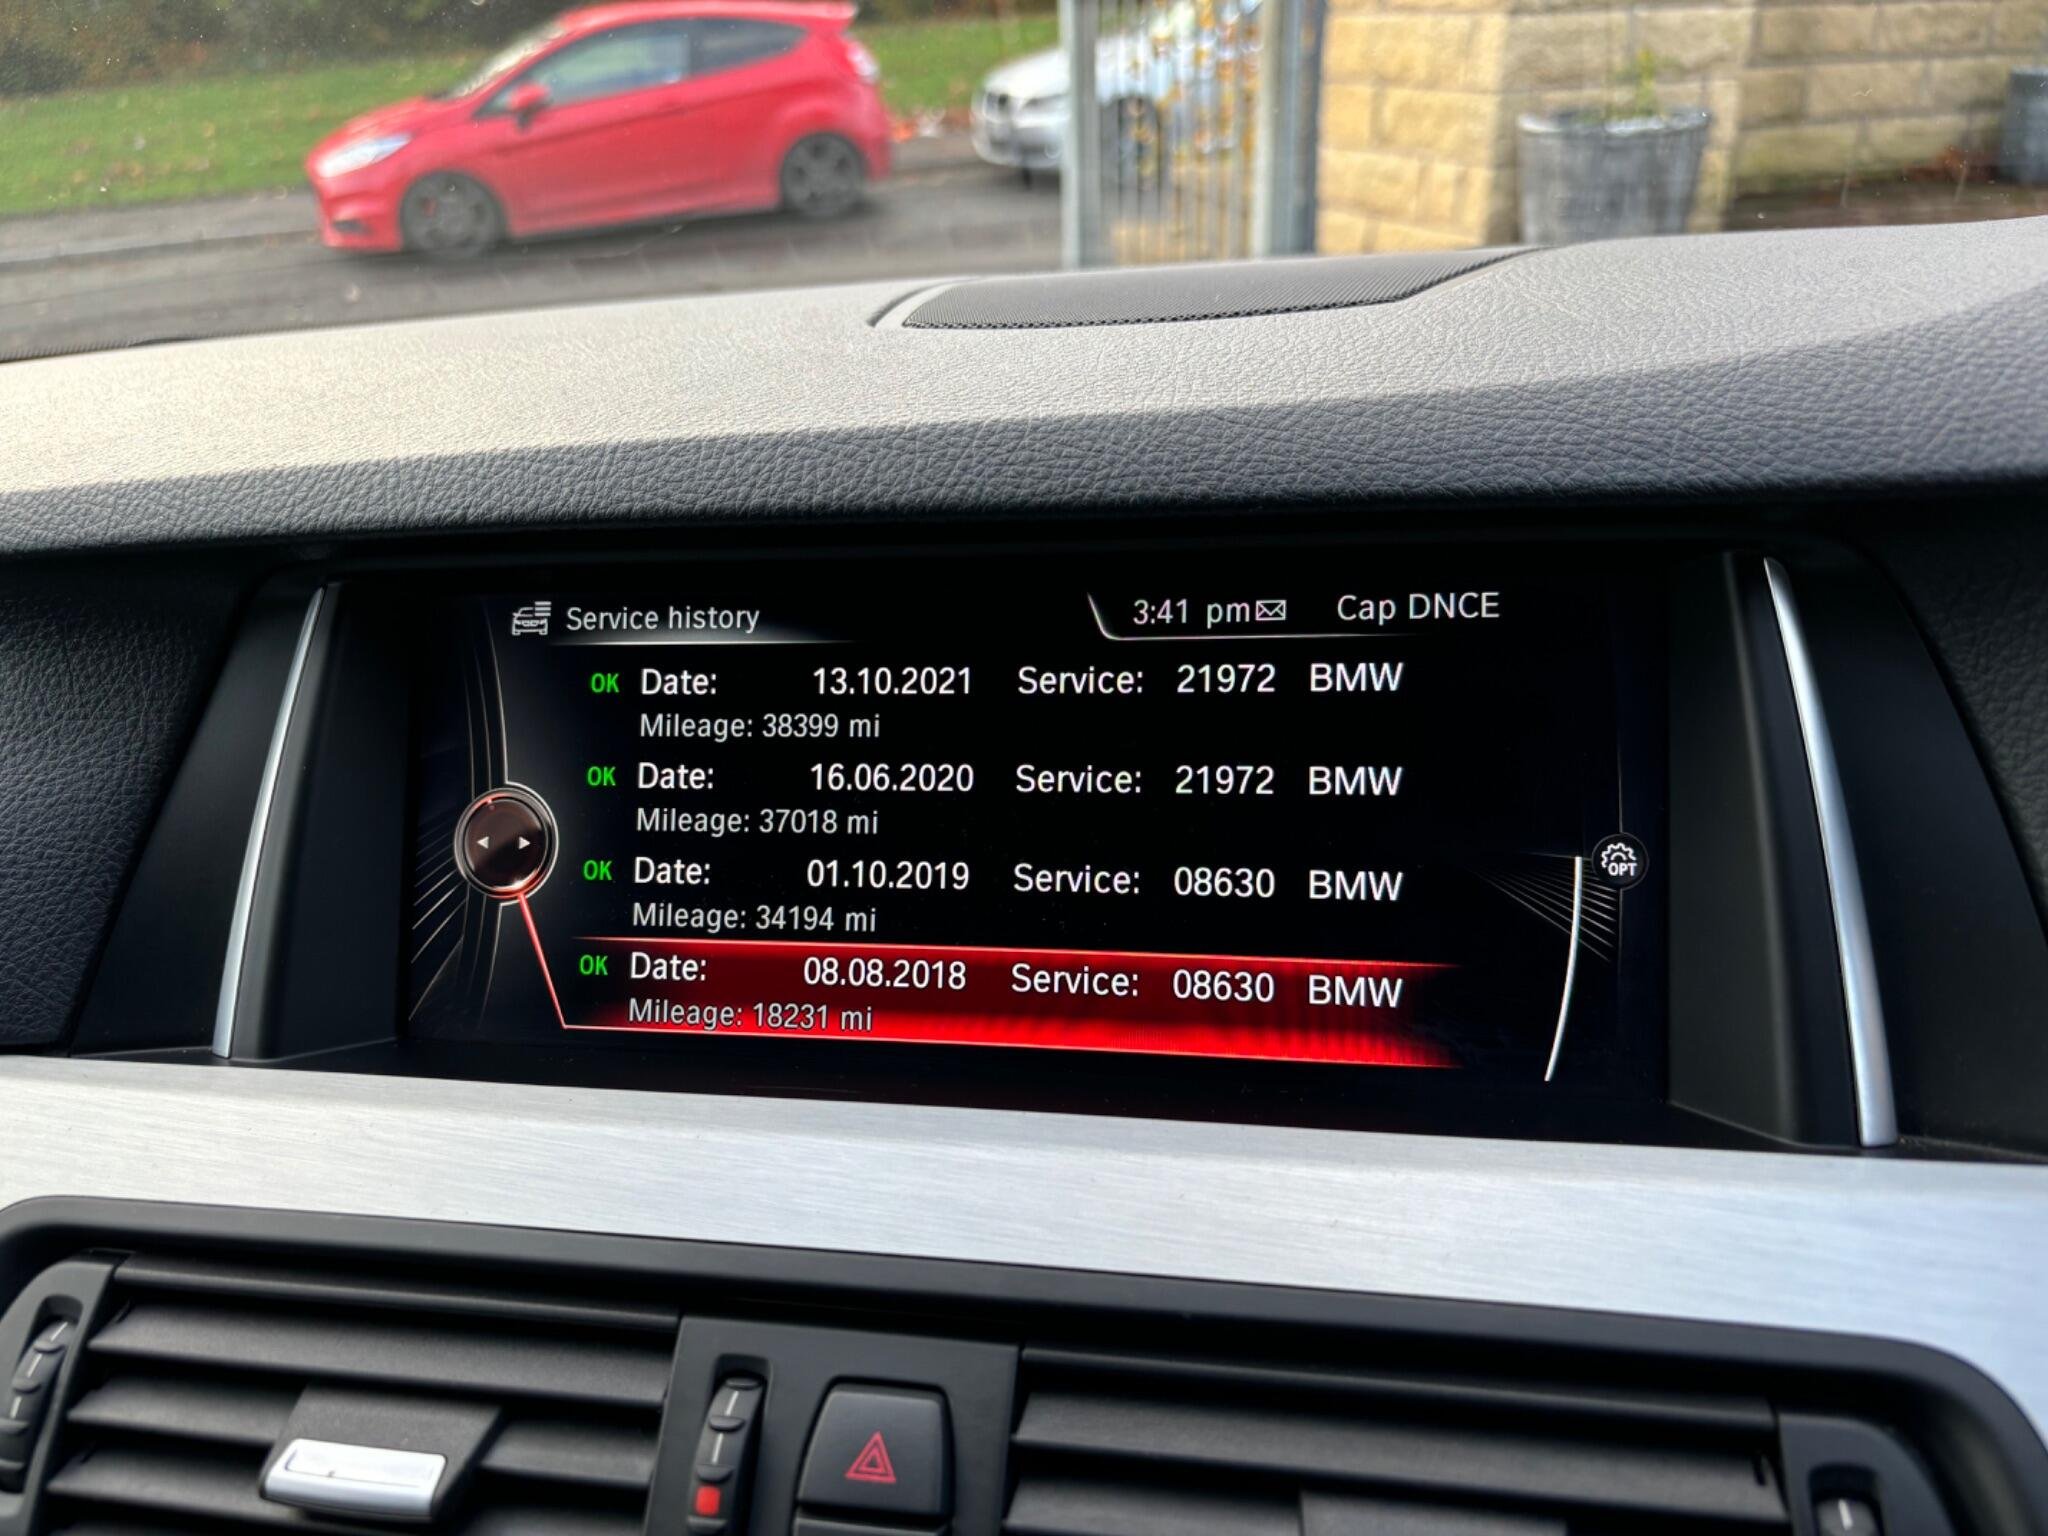 Service history 3:41 pm Cap DNCE
OK Date: 13.10.2021 Service: 21972 BMW
Mileage: 38399 mi
OK Date: 16.06.2020 Service: 21972 BMW
Mileage: 37018 mi
OK Date: 01.10.2019 Service: 08630 BMW
OPT
Mileage: 34194 mi
OK Date: 08.08.2018 Service: 08630 BMW
Mileage: 18231 mi